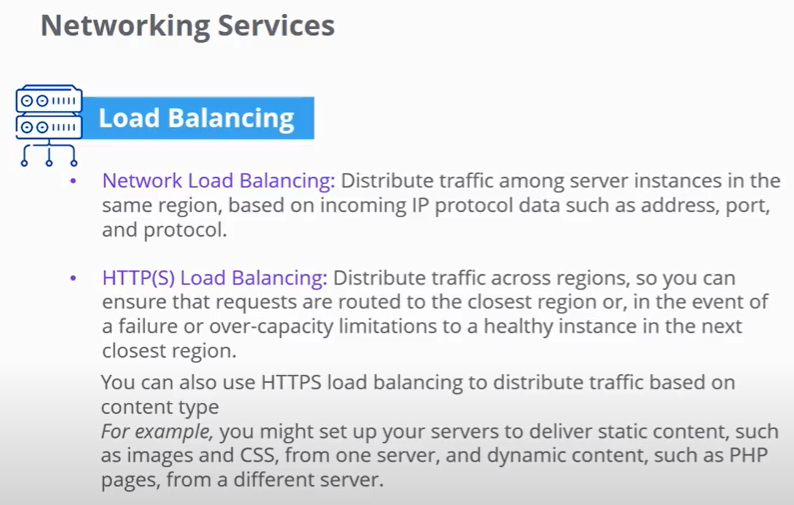 Networking Services
Load Balancing
• Network Load Balancing: Distribute traffic among server instances in the
same region, based on incoming IP protocol data such as address, port,
and protocol.
• HTTP(S) Load Balancing: Distribute traffic across regions, so you can
ensure that requests are routed to the closest region or, in the event of
a failure or over-capacity limitations to a healthy instance in the next
closest region.
You can also use HTTPS load balancing to distribute traffic based on
content type
For example, you might set up your servers to deliver static content, such
as images and CSS, from one server, and dynamic content, such as PHP
pages, from a different server.